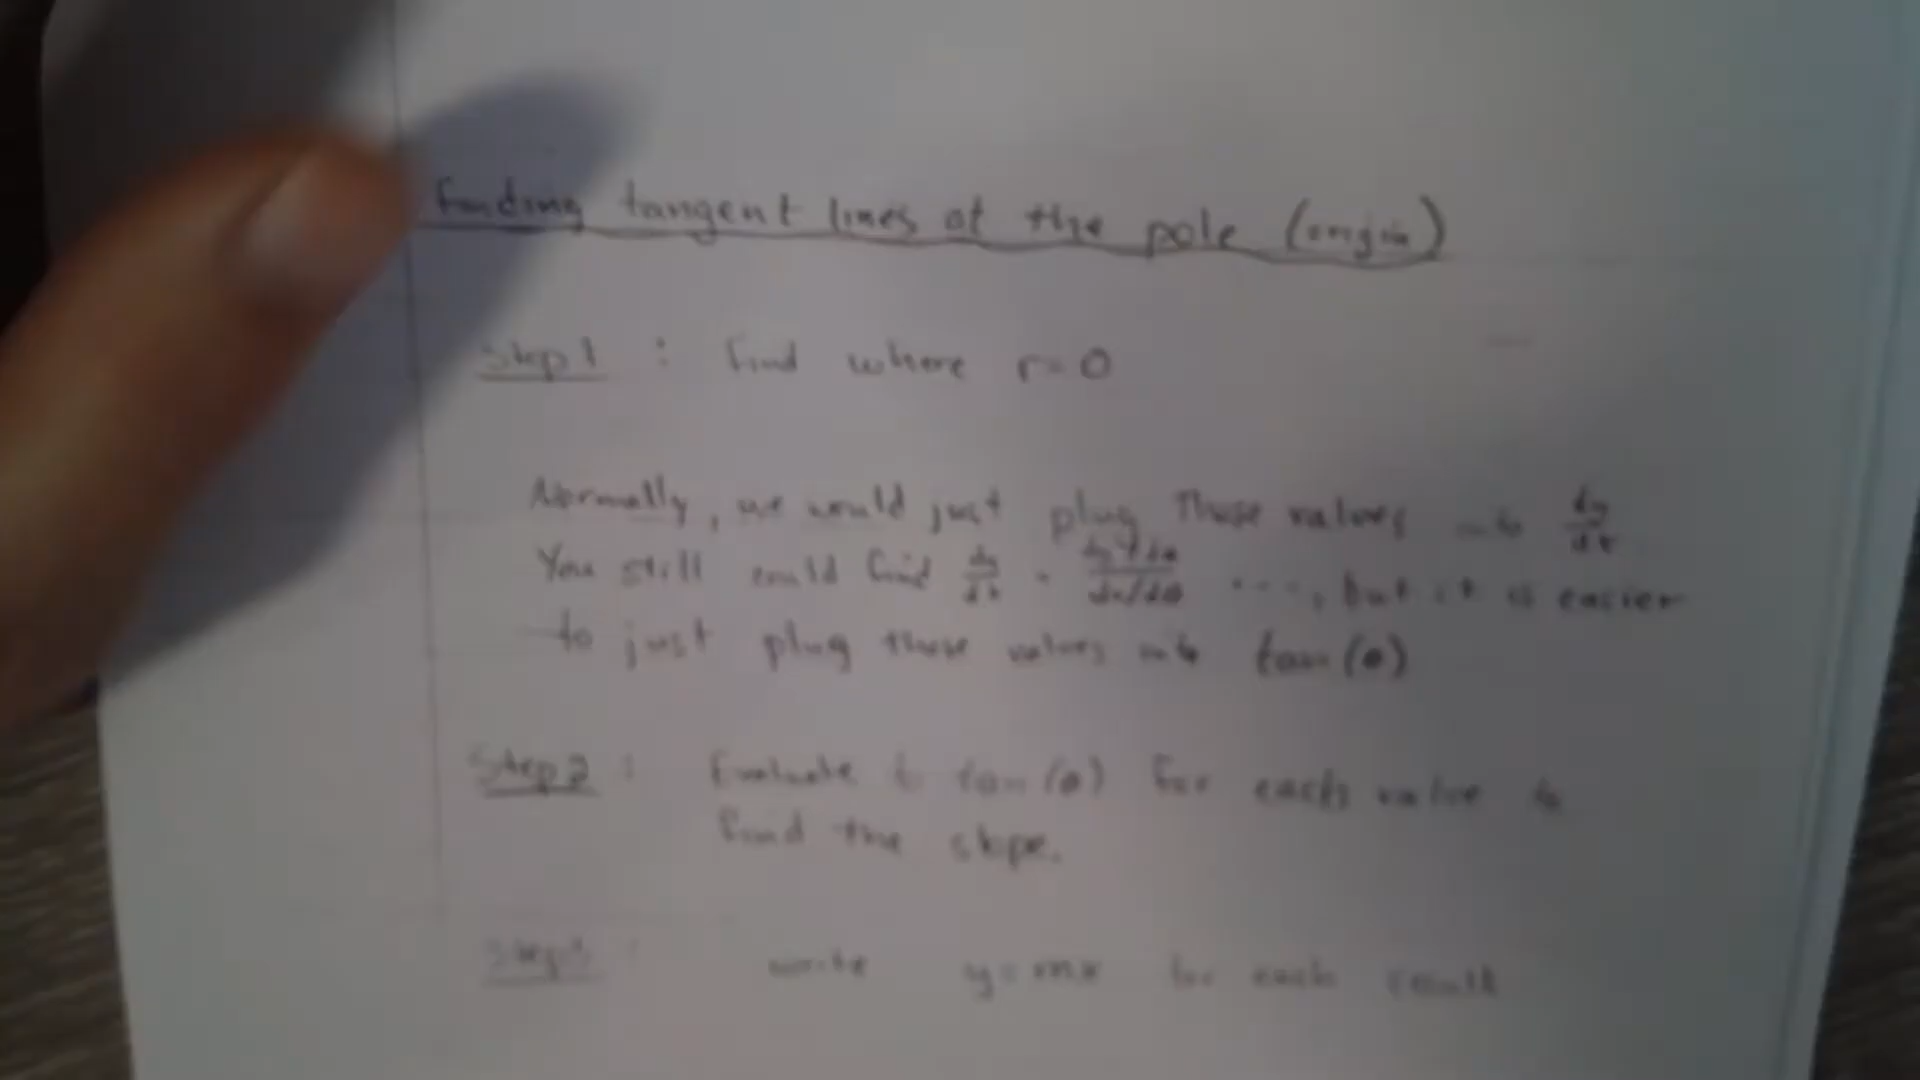 Finding tangent lines at the pole (origin)
Step 1 : Find where r=0
Normally, we would just plug those values into dy/dx
You still could find dy/dx = dy/dθ / dx/dθ ..., but it is easier
to just plug those values into tan(θ)
Step 2 : Evaluate tan(θ) for each value to
find the slope.
Step 3 : write y=mx for each result